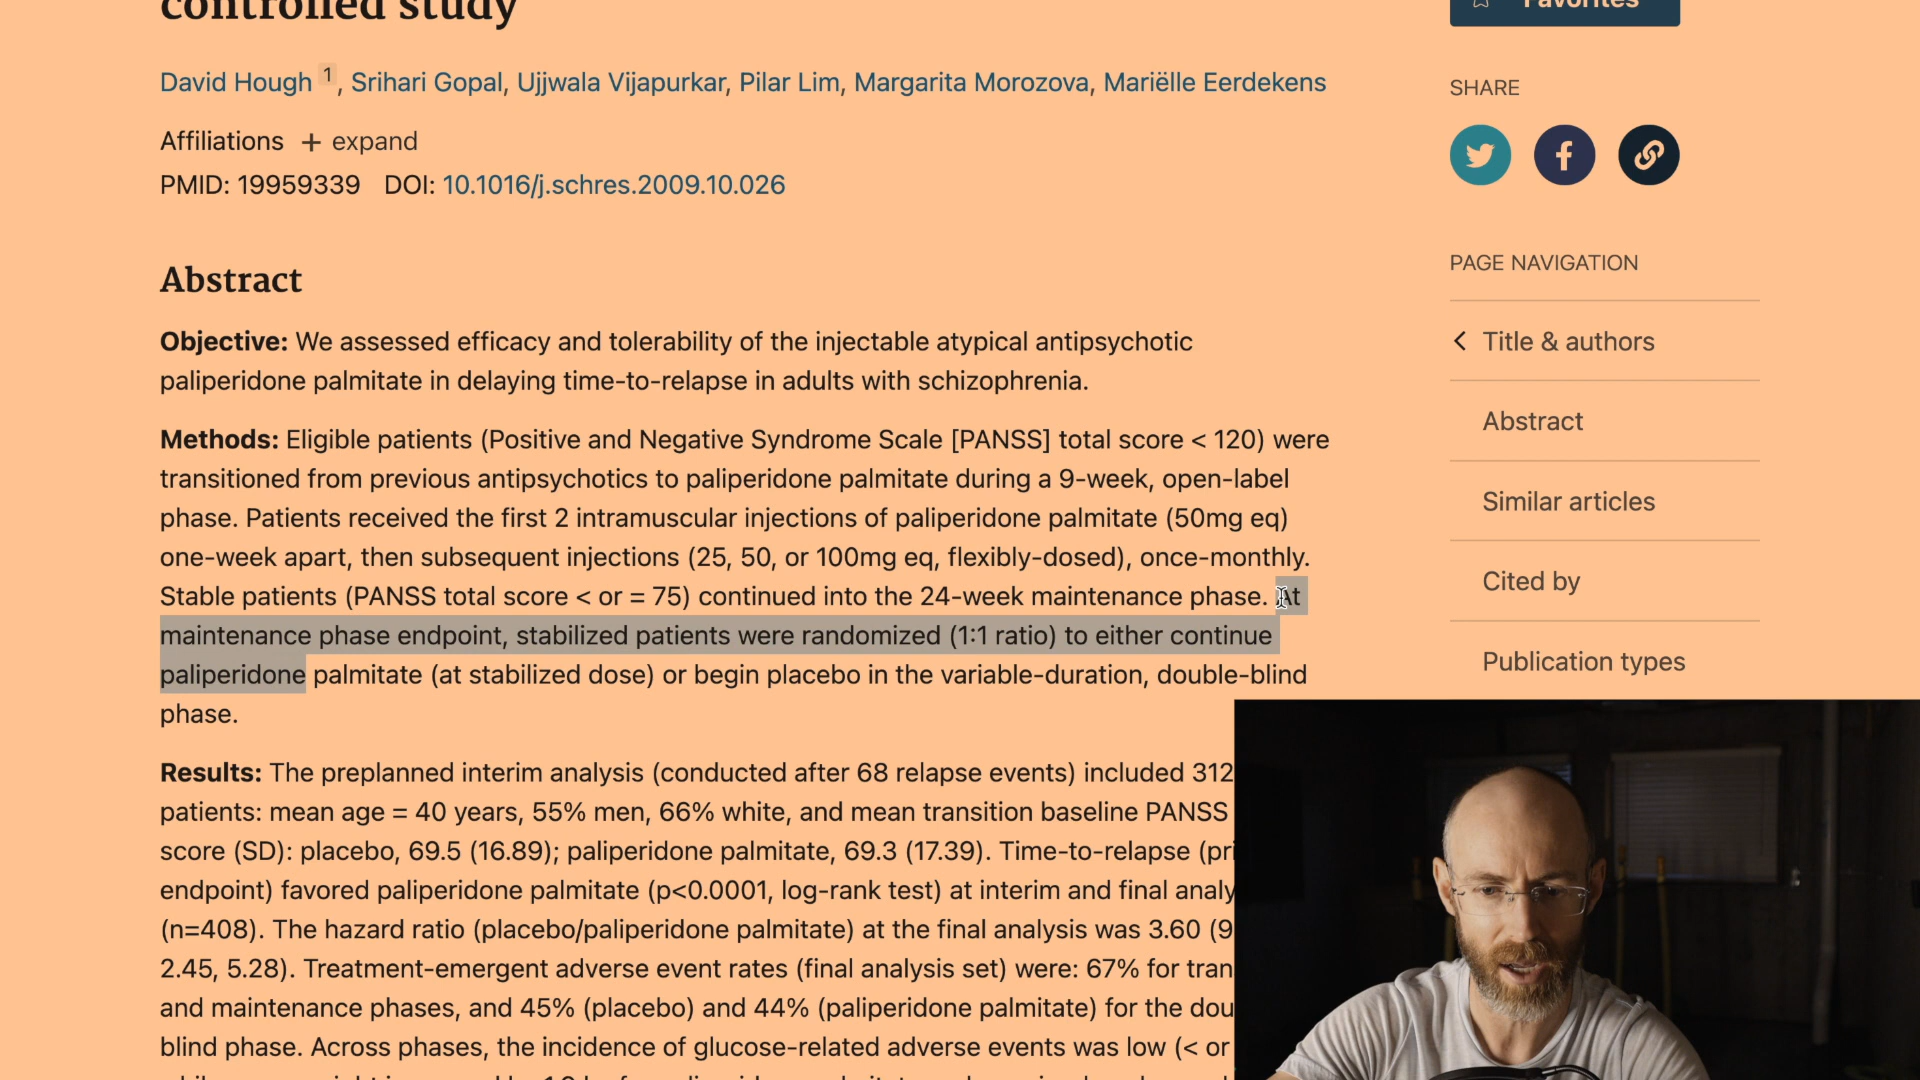 controlled study
Favorites
David Hough 1, Srihari Gopal, Ujjwala Vijapurkar, Pilar Lim, Margarita Morozova, Mariëlle Eerdekens
Affiliations + expand
PMID: 19959339 DOI: 10.1016/j.schres.2009.10.026
Abstract
Objective: We assessed efficacy and tolerability of the injectable atypical antipsychotic
paliperidone palmitate in delaying time-to-relapse in adults with schizophrenia.
Methods: Eligible patients (Positive and Negative Syndrome Scale [PANSS] total score < 120) were
transitioned from previous antipsychotics to paliperidone palmitate during a 9-week, open-label
phase. Patients received the first 2 intramuscular injections of paliperidone palmitate (50mg eq)
one-week apart, then subsequent injections (25, 50, or 100mg eq, flexibly-dosed), once-monthly.
Stable patients (PANSS total score < or = 75) continued into the 24-week maintenance phase. At
maintenance phase endpoint, stabilized patients were randomized (1:1 ratio) to either continue
paliperidone palmitate (at stabilized dose) or begin placebo in the variable-duration, double-blind
phase.
Results: The preplanned interim analysis (conducted after 68 relapse events) included 312
patients: mean age = 40 years, 55% men, 66% white, and mean transition baseline PANSS
score (SD): placebo, 69.5 (16.89); paliperidone palmitate, 69.3 (17.39). Time-to-relapse (pri
endpoint) favored paliperidone palmitate (p<0.0001, log-rank test) at interim and final analy
(n=408). The hazard ratio (placebo/paliperidone palmitate) at the final analysis was 3.60 (9
2.45, 5.28). Treatment-emergent adverse event rates (final analysis set) were: 67% for tran
and maintenance phases, and 45% (placebo) and 44% (paliperidone palmitate) for the dou
blind phase. Across phases, the incidence of glucose-related adverse events was low (< or
SHARE
PAGE NAVIGATION
< Title & authors
Abstract
Similar articles
Cited by
Publication types